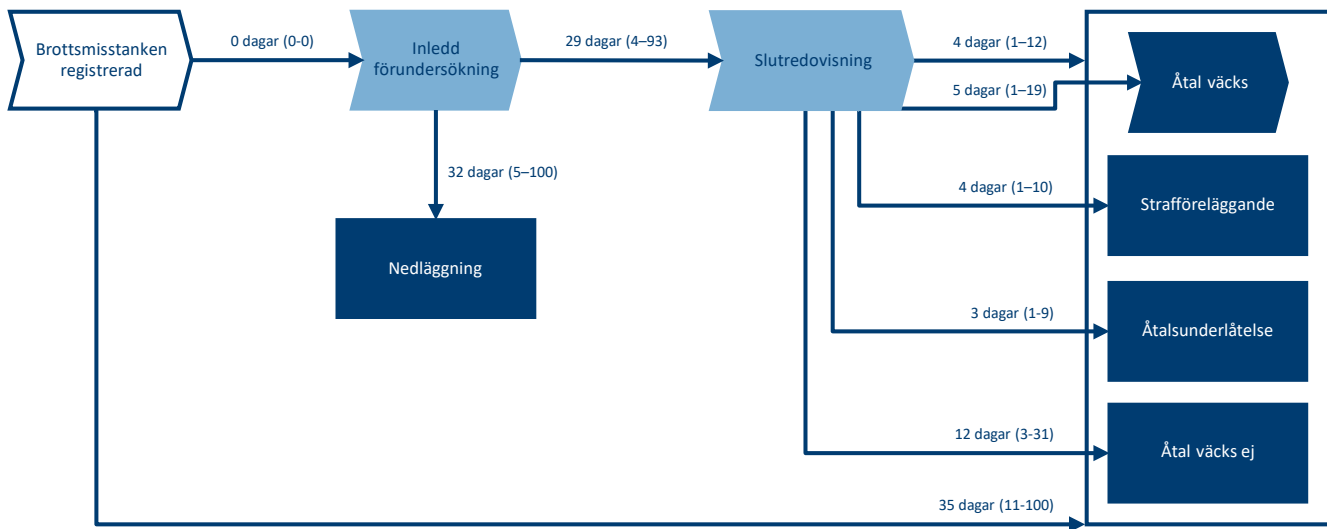 Brottsmisstanken
registrerad
0 dagar (0-0)
Inledd
förundersökning
29 dagar (4–93)
Slutredovisning
4 dagar (1–12)
5 dagar (1–19)
Åtal väcks
32 dagar (5–100)
Nedläggning
4 dagar (1–10)
Strafföreläggande
3 dagar (1-9)
Åtalsunderlåtelse
12 dagar (3-31)
Åtal väcks ej
35 dagar (11-100)